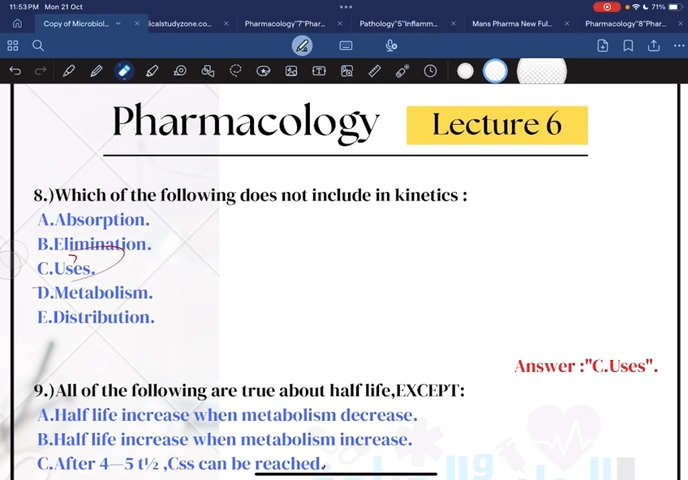 11:53 PM Mon 21 Oct
71%
Copy of Microbiol...
icalstudyzone.co...
Pharmacology"7"Phar...
Pathology"5"Inflamm...
Mans Pharma New Ful...
Pharmacology"8"Phar...
Pharmacology Lecture 6
8.)Which of the following does not include in kinetics :
A.Absorption.
B.Elimination.
C.Uses.
D.Metabolism.
E.Distribution.
Answer :"C.Uses".
9.)All of the following are true about half life,EXCEPT:
A.Half life increase when metabolism decrease.
B.Half life increase when metabolism increase.
C.After 4—5 t½ ,Css can be reached.